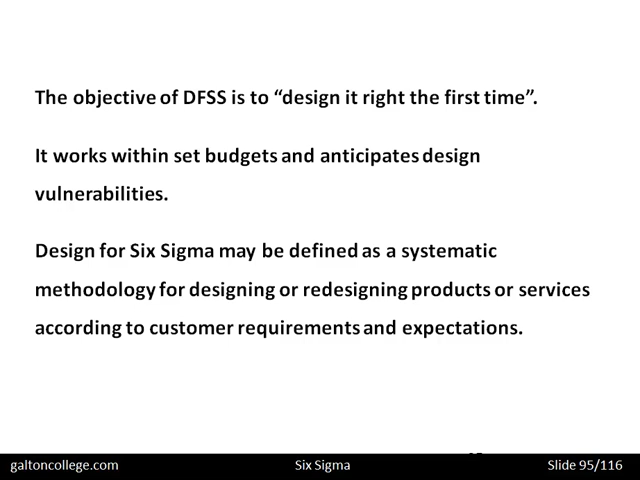 The objective of DFSS is to “design it right the first time”.
It works within set budgets and anticipates design
vulnerabilities.
Design for Six Sigma may be defined as a systematic
methodology for designing or redesigning products or services
according to customer requirements and expectations.
galtoncollege.com Six Sigma Slide 95/116